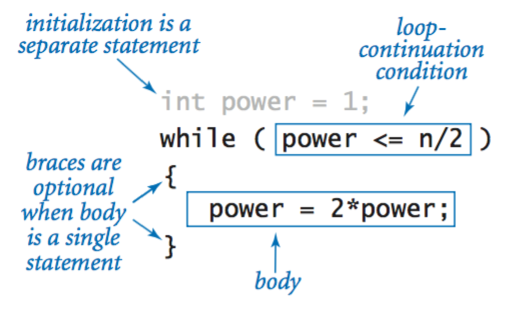 initialization is a
separate statement
loop-
continuation
condition
int power = 1;
while ( power <= n/2 )
{
power = 2*power;
}
braces are
optional
when body
is a single
statement
body